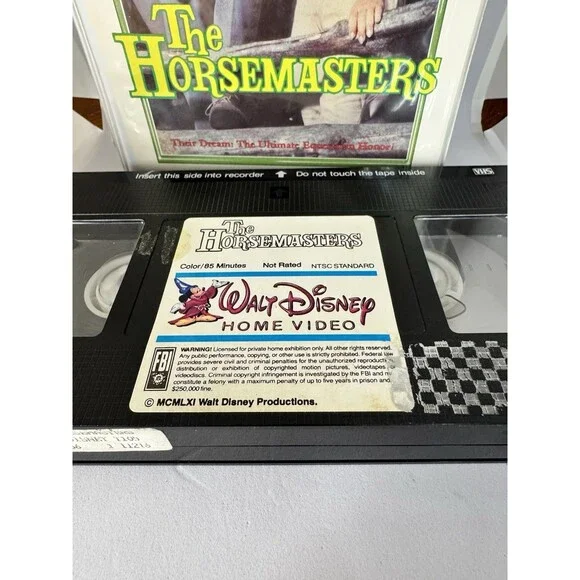 The
HORSEMASTERS
Their Dream: The Ultimate Equestrian Honor!
Insert this side into recorder ⬆ Do not touch the tape inside VHS
The
HORSEMASTERS
Color/85 Minutes Not Rated NTSC STANDARD
WALT DISNEY
HOME VIDEO
FBI
WARNING! Licensed for private home exhibition only. All other rights reserved.
Any public performance, copying, or other use is strictly prohibited. Federal law
provides severe civil and criminal penalties for the unauthorized reproduction,
distribution or exhibition of copyrighted motion pictures, videotapes or
videodiscs. Criminal copyright infringement is investigated by the FBI and may
constitute a felony with a maximum penalty of up to five years in prison and/
$250,000 fine.
© MCMLXI Walt Disney Productions.
1 11216